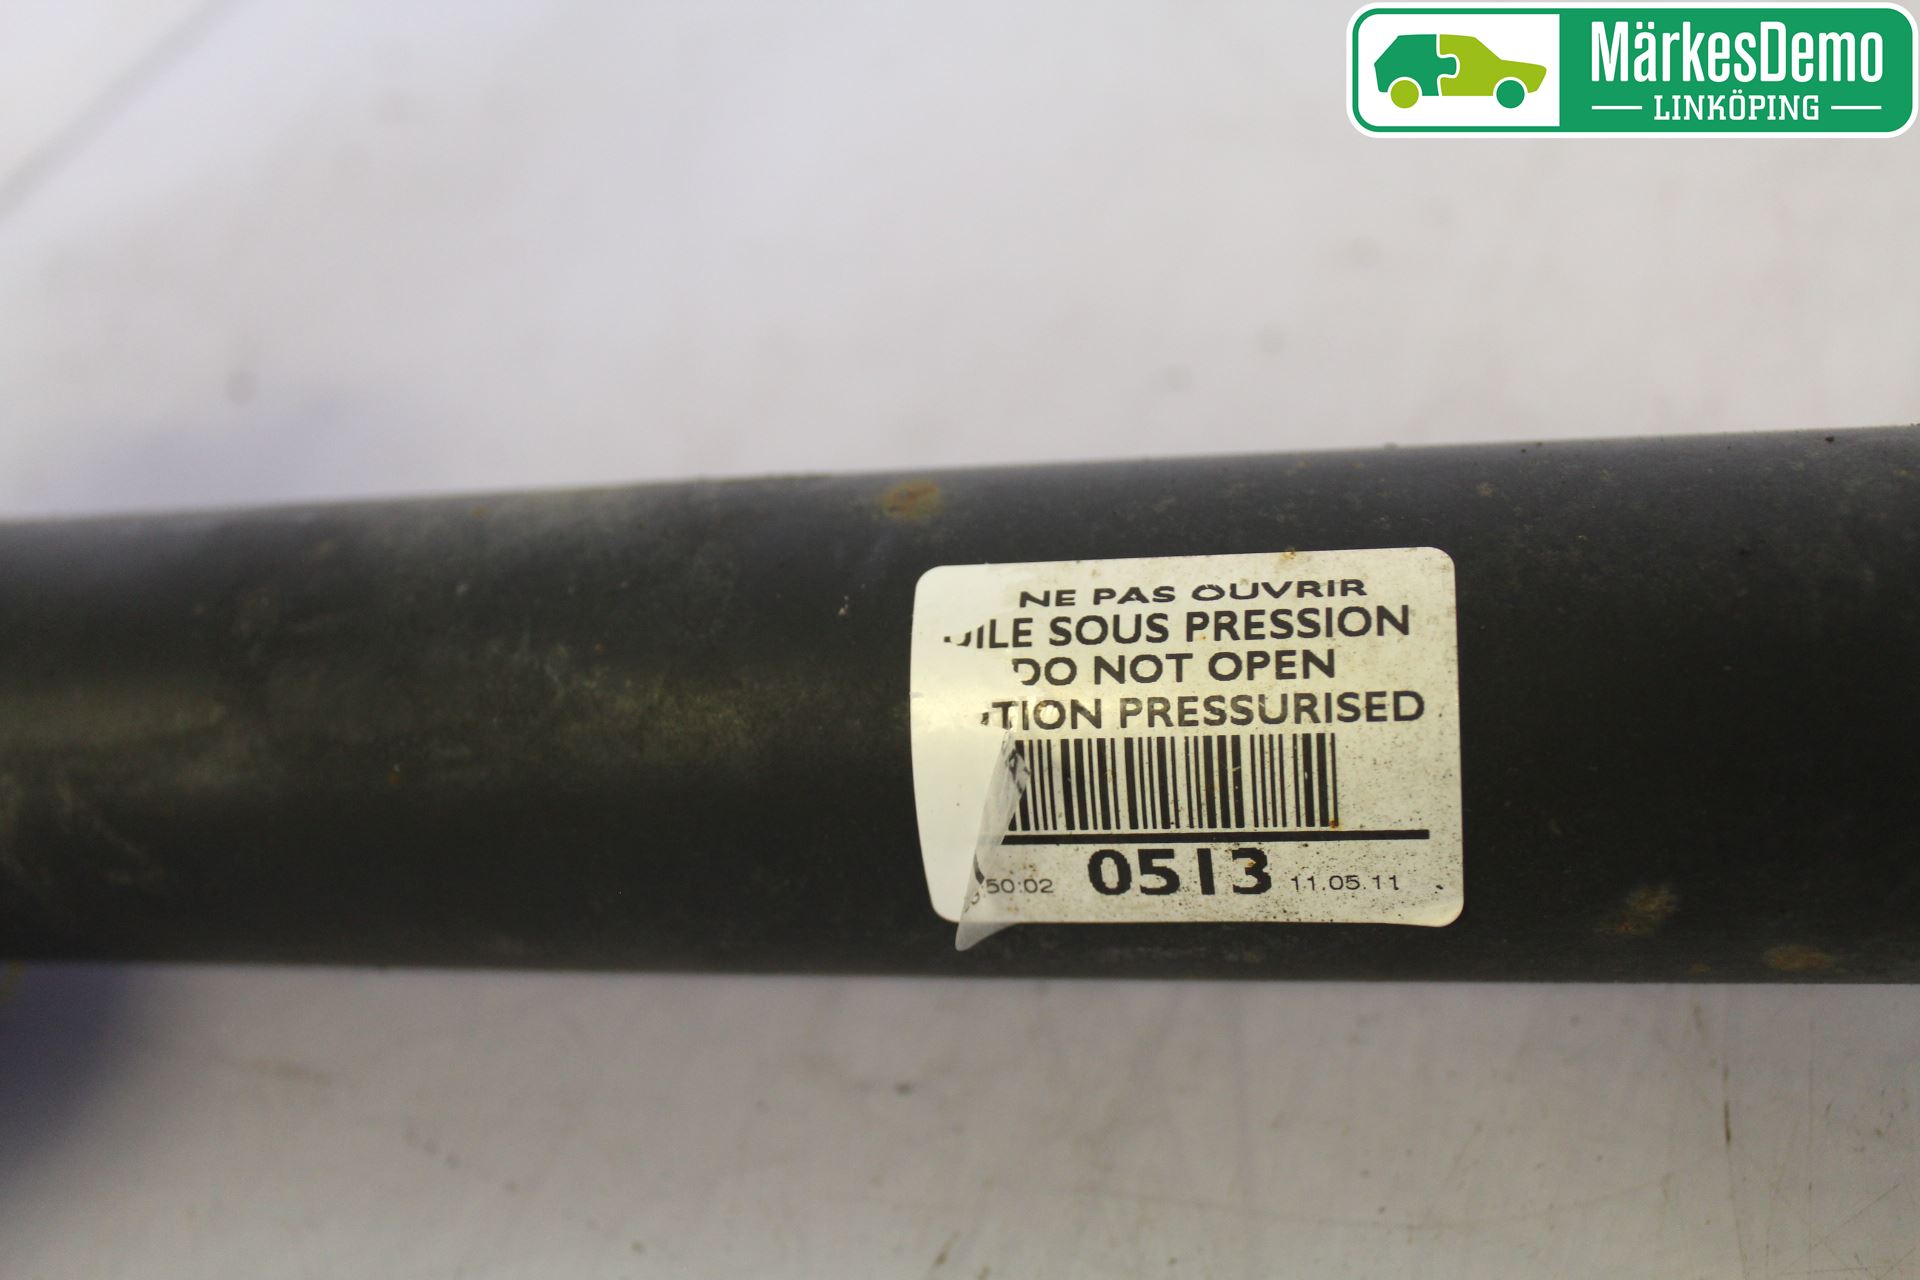 MärkesDemo
LINKÖPING
NE PAS OUVRIR
SOUS PRESSION
DO NOT OPEN
PRESSURISED
0513
:50:02 11.05.11